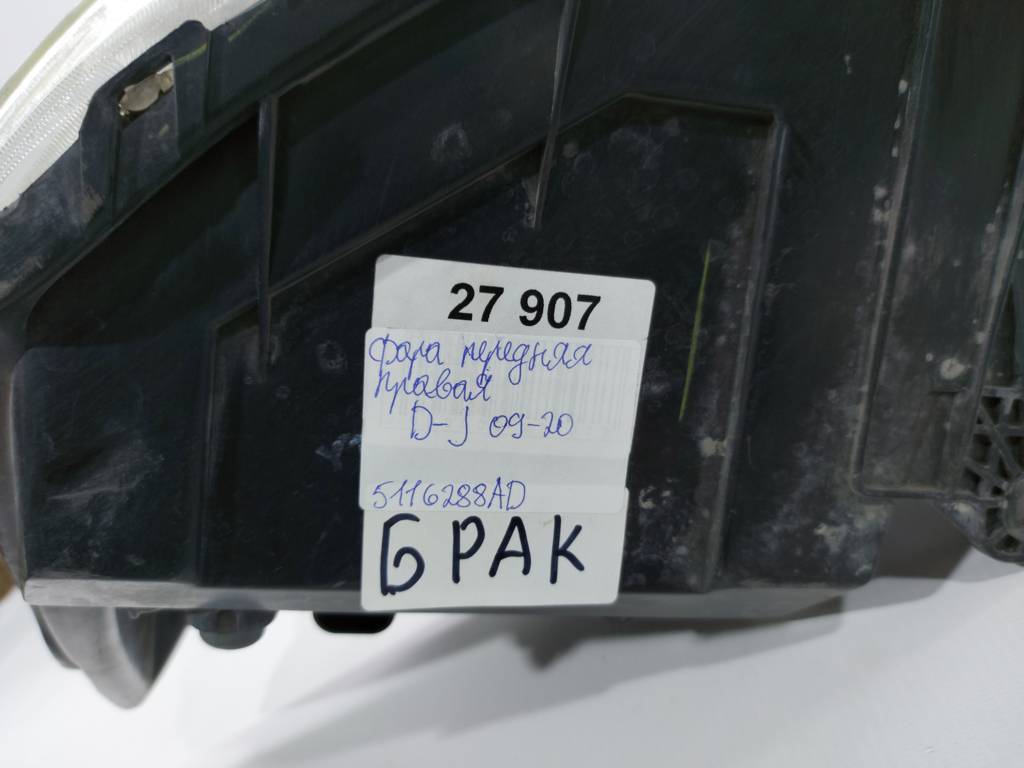 27 907
Фара передняя
правая
D-J 09-20
5116288AD
БРАК